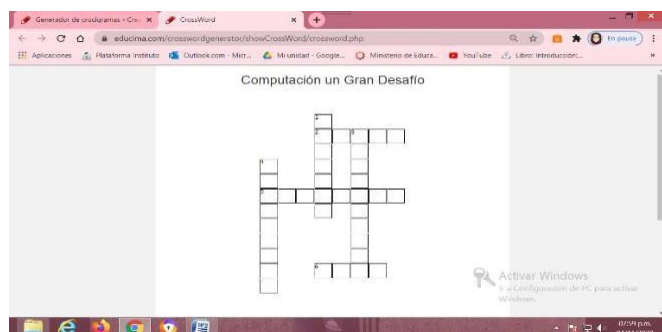 Generador de crucigramas - Cre...
CrossWord
educima.com/crosswordgenerator/showCrossWord/crossword.php
En pausa
Aplicaciones
Plataforma Instituto
Outlook.com - Micr...
Mi unidad - Google...
Ministerio de Educa...
YouTube
Libro: Introducción:...
Computación un Gran Desafío
1
2
3
4
5
6
Activar Windows
Ir a Configuración de PC para activar
Windows.
07:59 p.m.